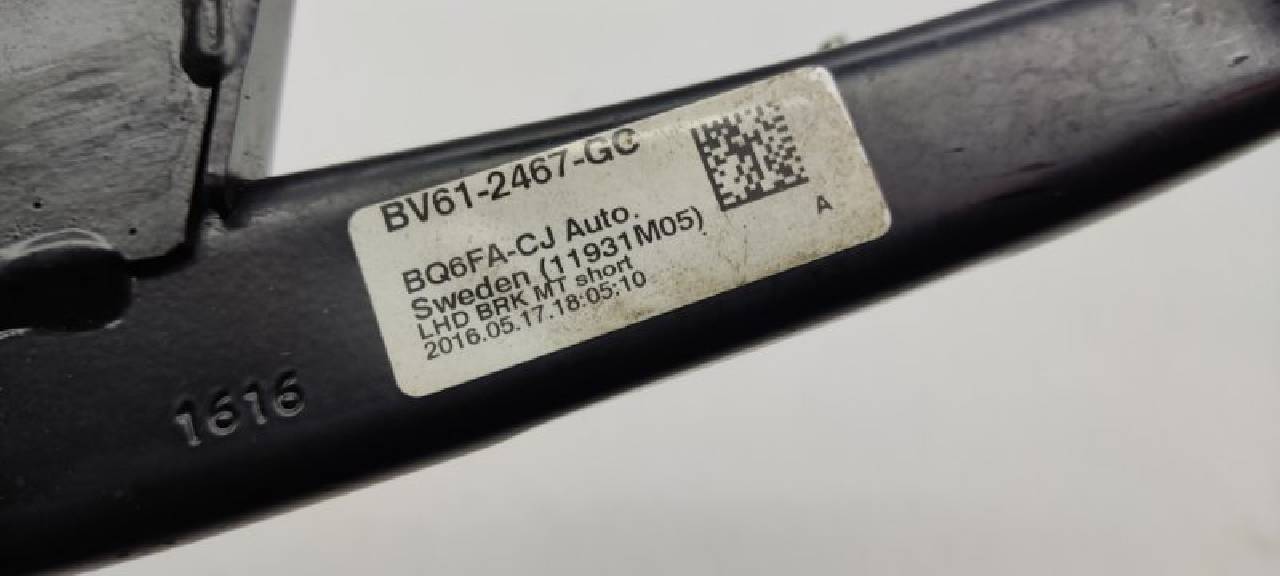 BV61-2467-GC
BQ6FA-CJ Auto.
Sweden (11931M05)
LHD BRK MT short
2016.05.17.18:05:10
A
1616